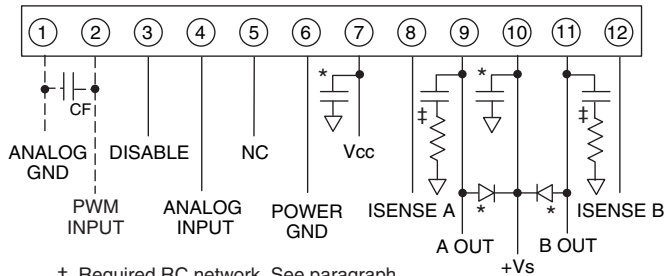 1 2 3 4 5 6 7 8 9 10 11 12
* ‡ * ‡
CF
ANALOG GND
DISABLE
NC
Vcc
PWM INPUT
ANALOG INPUT
POWER GND
ISENSE A
* *
ISENSE B
A OUT
B OUT
+Vs
‡ Required RC network. See paragraph